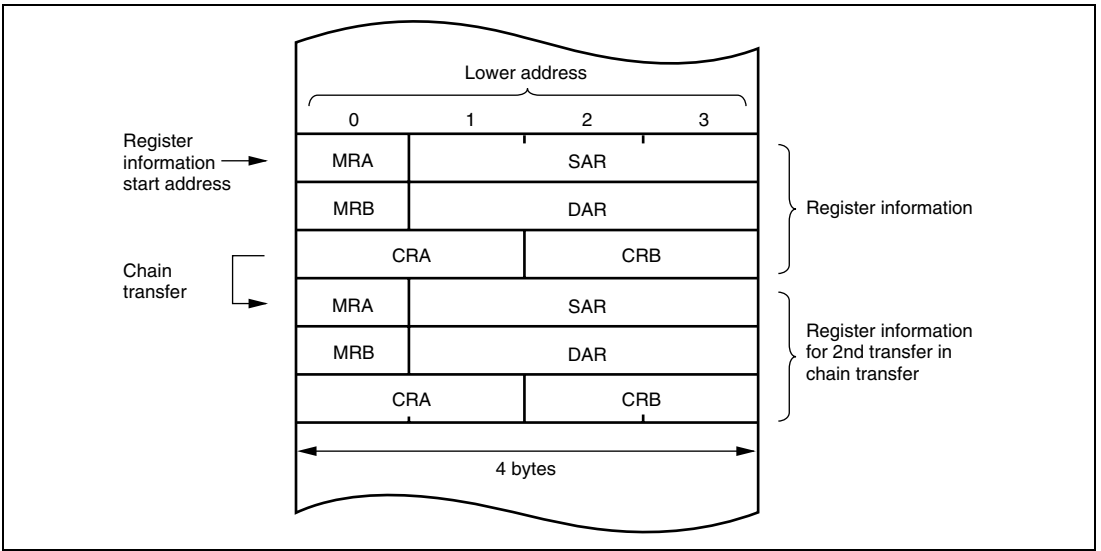 Lower address
0 1 2 3
Register
information
start address
MRA SAR
MRB DAR
Register information
CRA CRB
Chain
transfer
MRA SAR
MRB DAR
Register information
for 2nd transfer in
chain transfer
CRA CRB
4 bytes